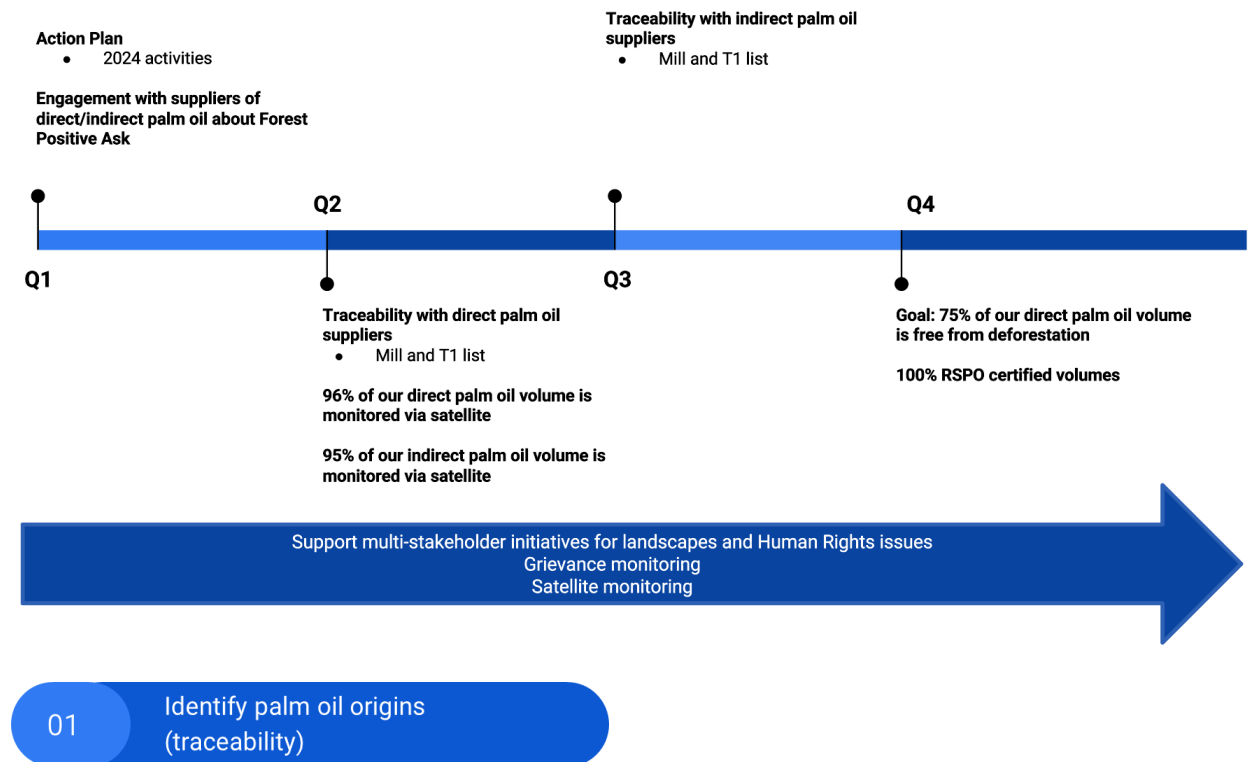 Action Plan
● 2024 activities
Engagement with suppliers of
direct/indirect palm oil about Forest
Positive Ask
Traceability with indirect palm oil
suppliers
● Mill and T1 list
Q2
Q4
Q1
Q3
Traceability with direct palm oil
suppliers
● Mill and T1 list
96% of our direct palm oil volume is
monitored via satellite
95% of our indirect palm oil volume is
monitored via satellite
Goal: 75% of our direct palm oil volume
is free from deforestation
100% RSPO certified volumes
Support multi-stakeholder initiatives for landscapes and Human Rights issues
Grievance monitoring
Satellite monitoring
01
Identify palm oil origins
(traceability)